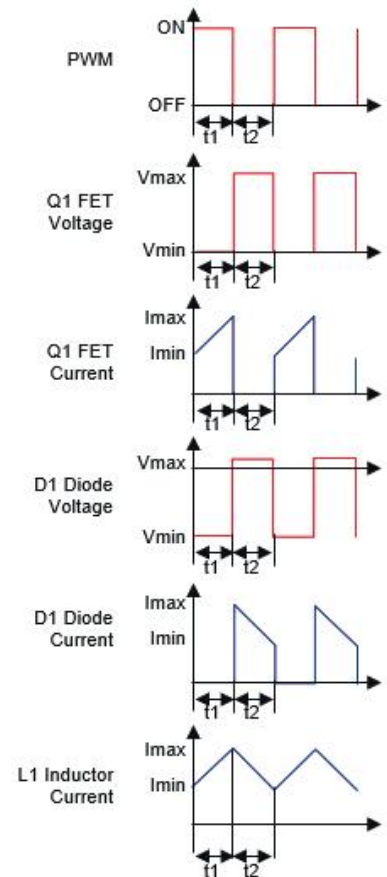 ON
PWM
OFF
t1 t2
Vmax
Q1 FET
Voltage
Vmin
t1 t2
Imax
Q1 FET
Current
Imin
t1 t2
Vmax
D1 Diode
Voltage
Vmin
t1 t2
Imax
D1 Diode
Current
Imin
t1 t2
Imax
L1 Inductor
Current
Imin
t1 t2